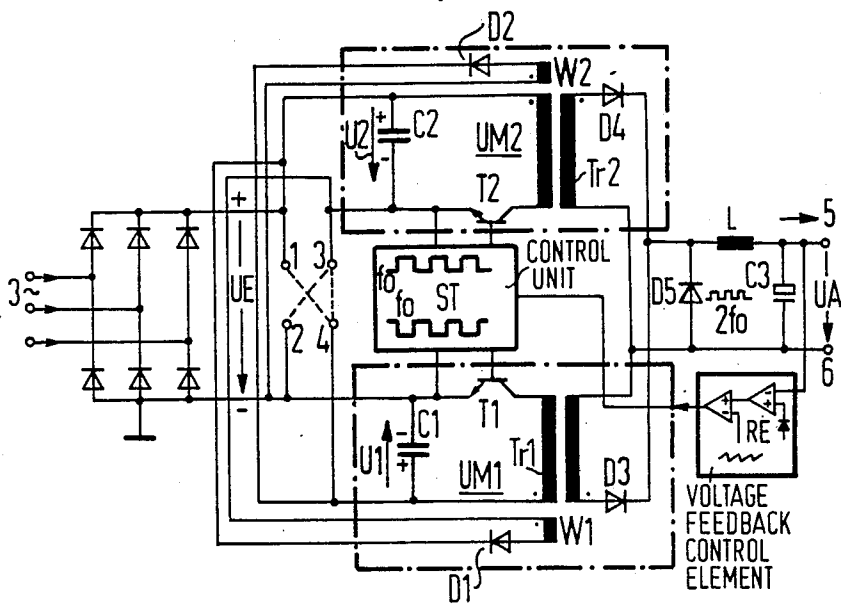 D2
W2
U2
+
-
C2
UM2
D4
T2
Tr2
+
1
3
L
5
3~
UE
fo
fo
ST
CONTROL
UNIT
D5
2fo
C3
UA
2
4
6
-
T1
U1
-
+
C1
UM1
Tr1
D3
+
-
+
-
RE
W1
D1
VOLTAGE
FEEDBACK
CONTROL
ELEMENT